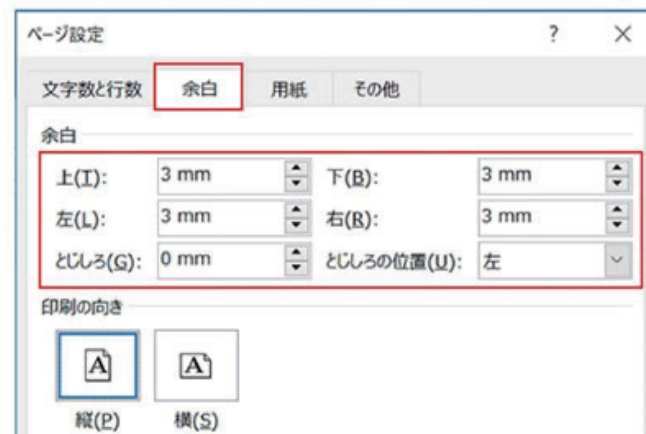 ページ設定 ? ×
文字数と行数 余白 用紙 その他
余白
上(T): 3 mm 下(B): 3 mm
左(L): 3 mm 右(R): 3 mm
とじしろ(G): 0 mm とじしろの位置(U): 左
印刷の向き
A A
縦(P) 横(S)